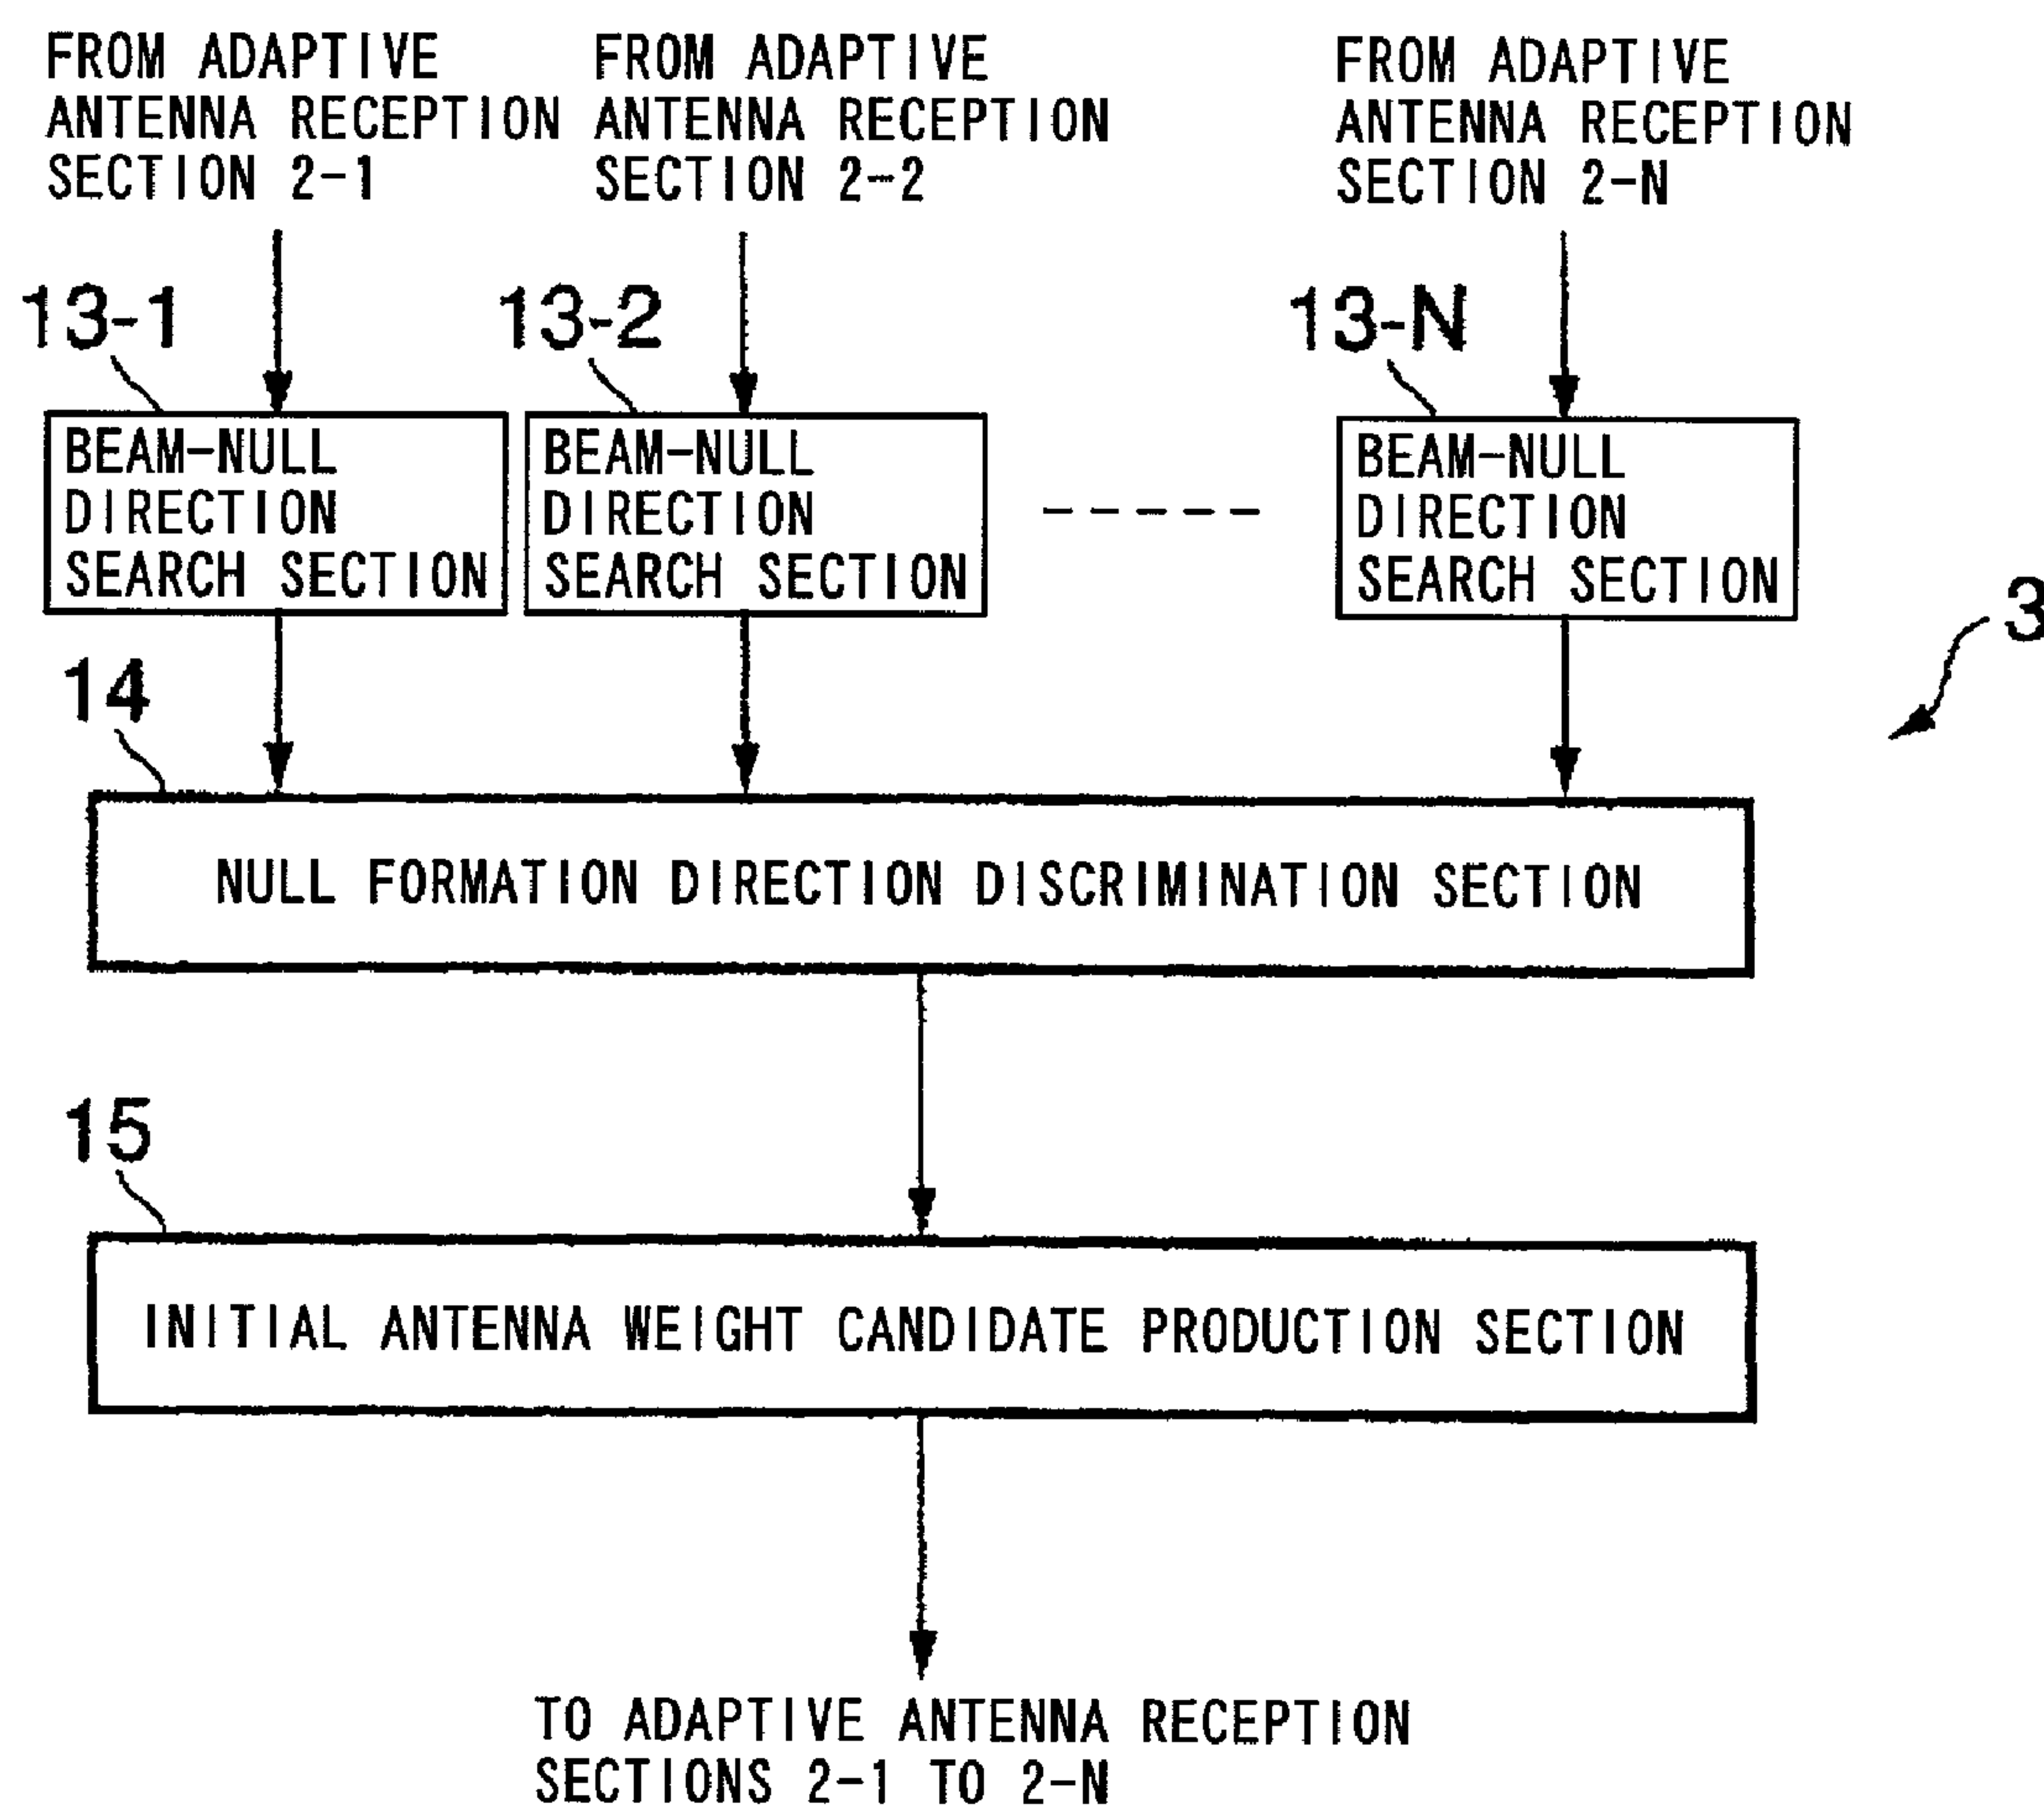 FROM ADAPTIVE
ANTENNA RECEPTION
SECTION 2-1
FROM ADAPTIVE
ANTENNA RECEPTION
SECTION 2-2
FROM ADAPTIVE
ANTENNA RECEPTION
SECTION 2-N
13-1
13-2
13-N
BEAM-NULL
DIRECTION
SEARCH SECTION
BEAM-NULL
DIRECTION
SEARCH SECTION
BEAM-NULL
DIRECTION
SEARCH SECTION
3
14
NULL FORMATION DIRECTION DISCRIMINATION SECTION
15
INITIAL ANTENNA WEIGHT CANDIDATE PRODUCTION SECTION
TO ADAPTIVE ANTENNA RECEPTION
SECTIONS 2-1 TO 2-N